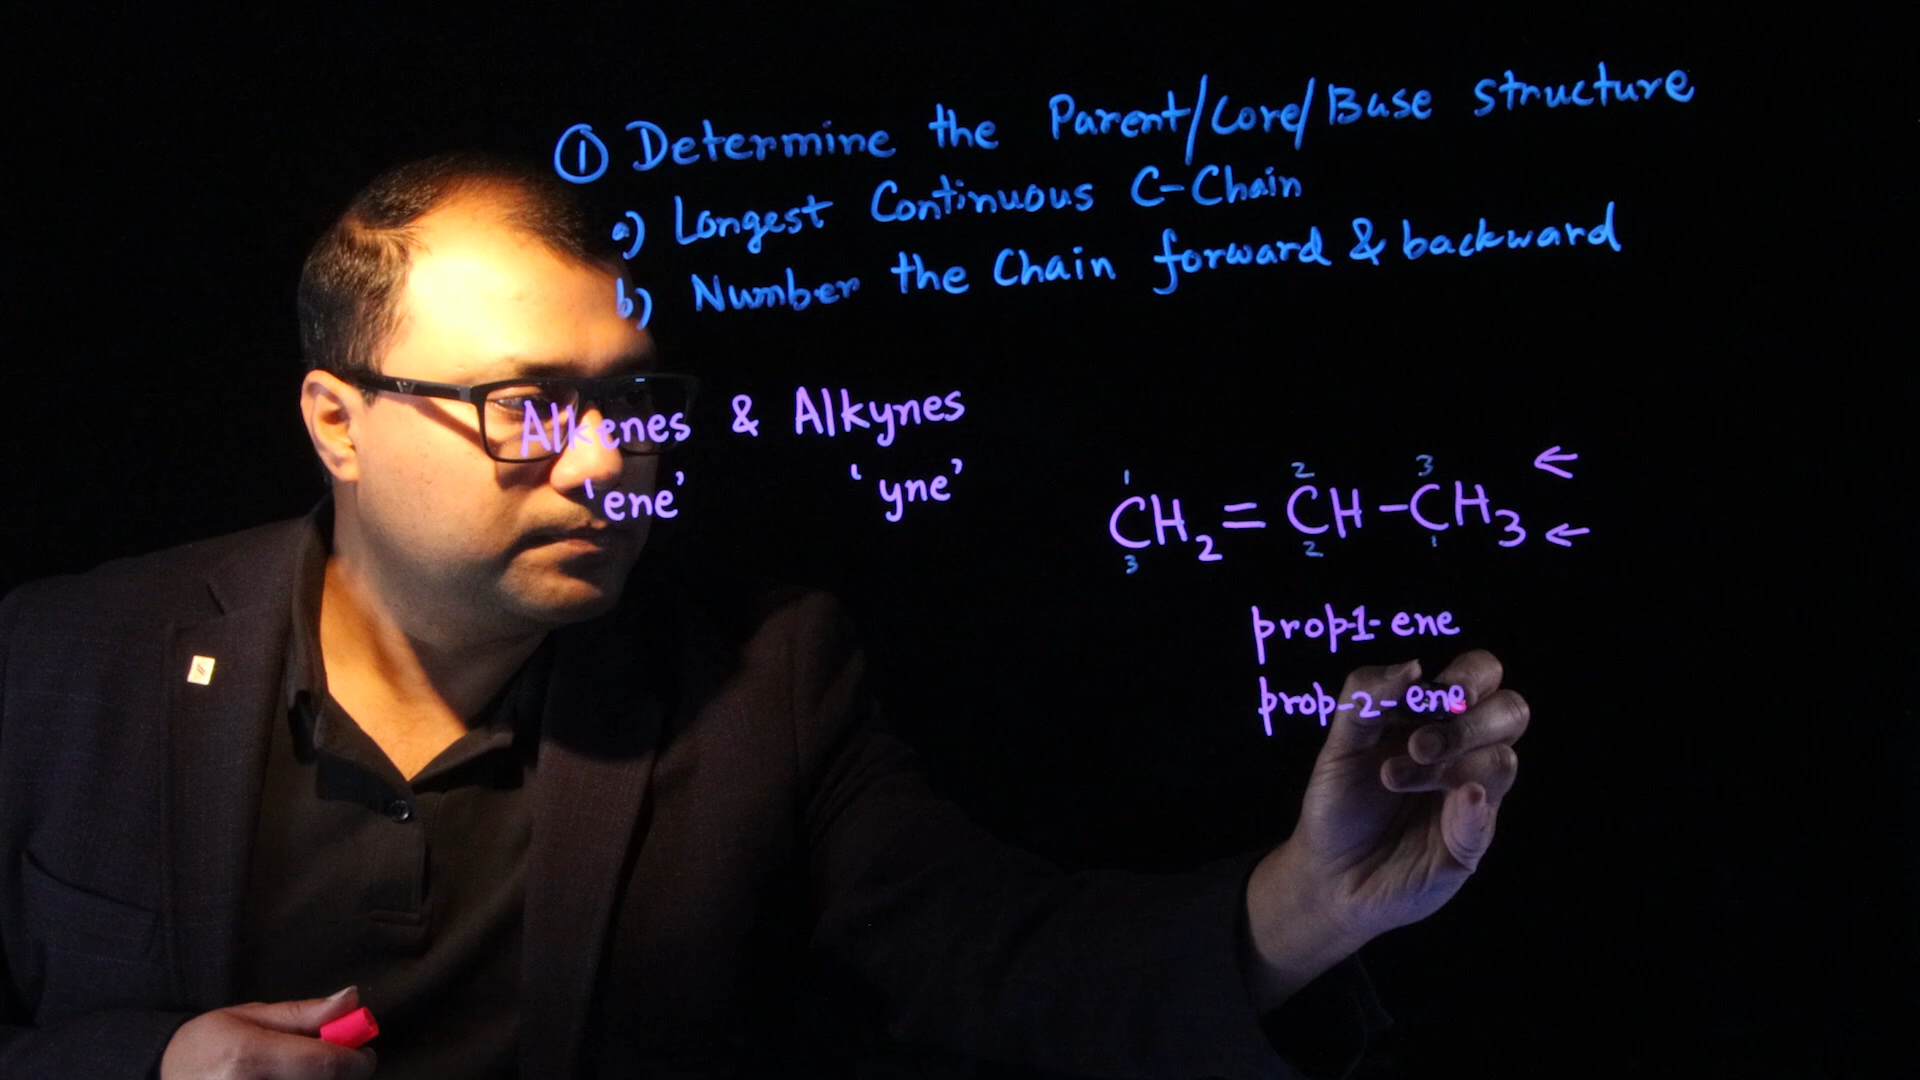 ① Determine the Parent/Core/Base structure
a) Longest Continuous C-Chain
b) Number the Chain forward & backward
Alkenes & Alkynes
'ene' 'yne'
1 2 3 ←
CH₂ = CH - CH₃
3 2 1 ←
prop-1-ene
prop-2-ene